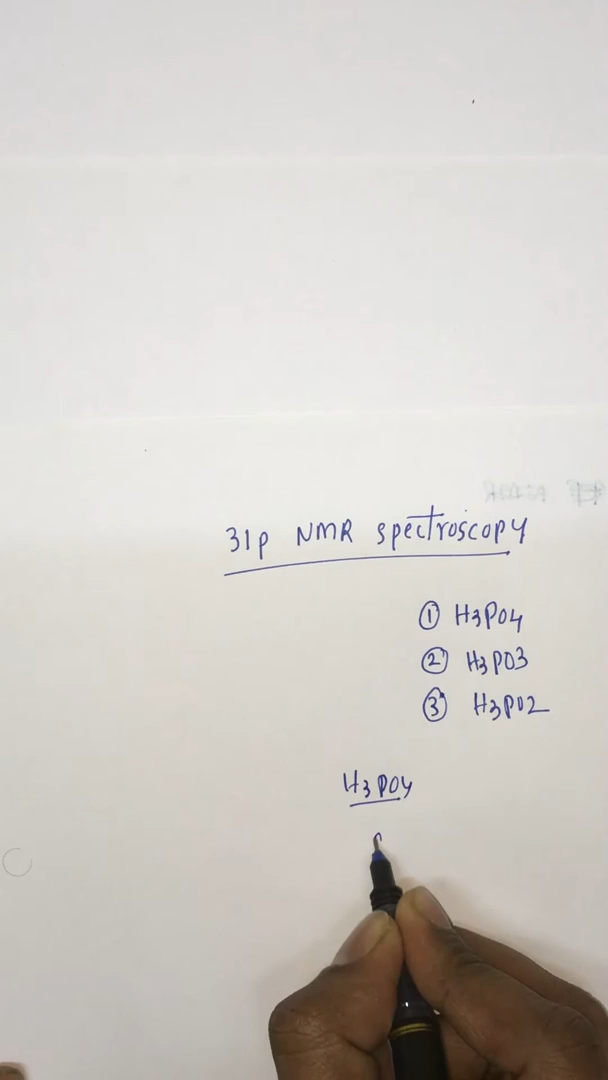 31p NMR spectroscopy
① H3PO4
② H3PO3
③ H3PO2
H3PO4